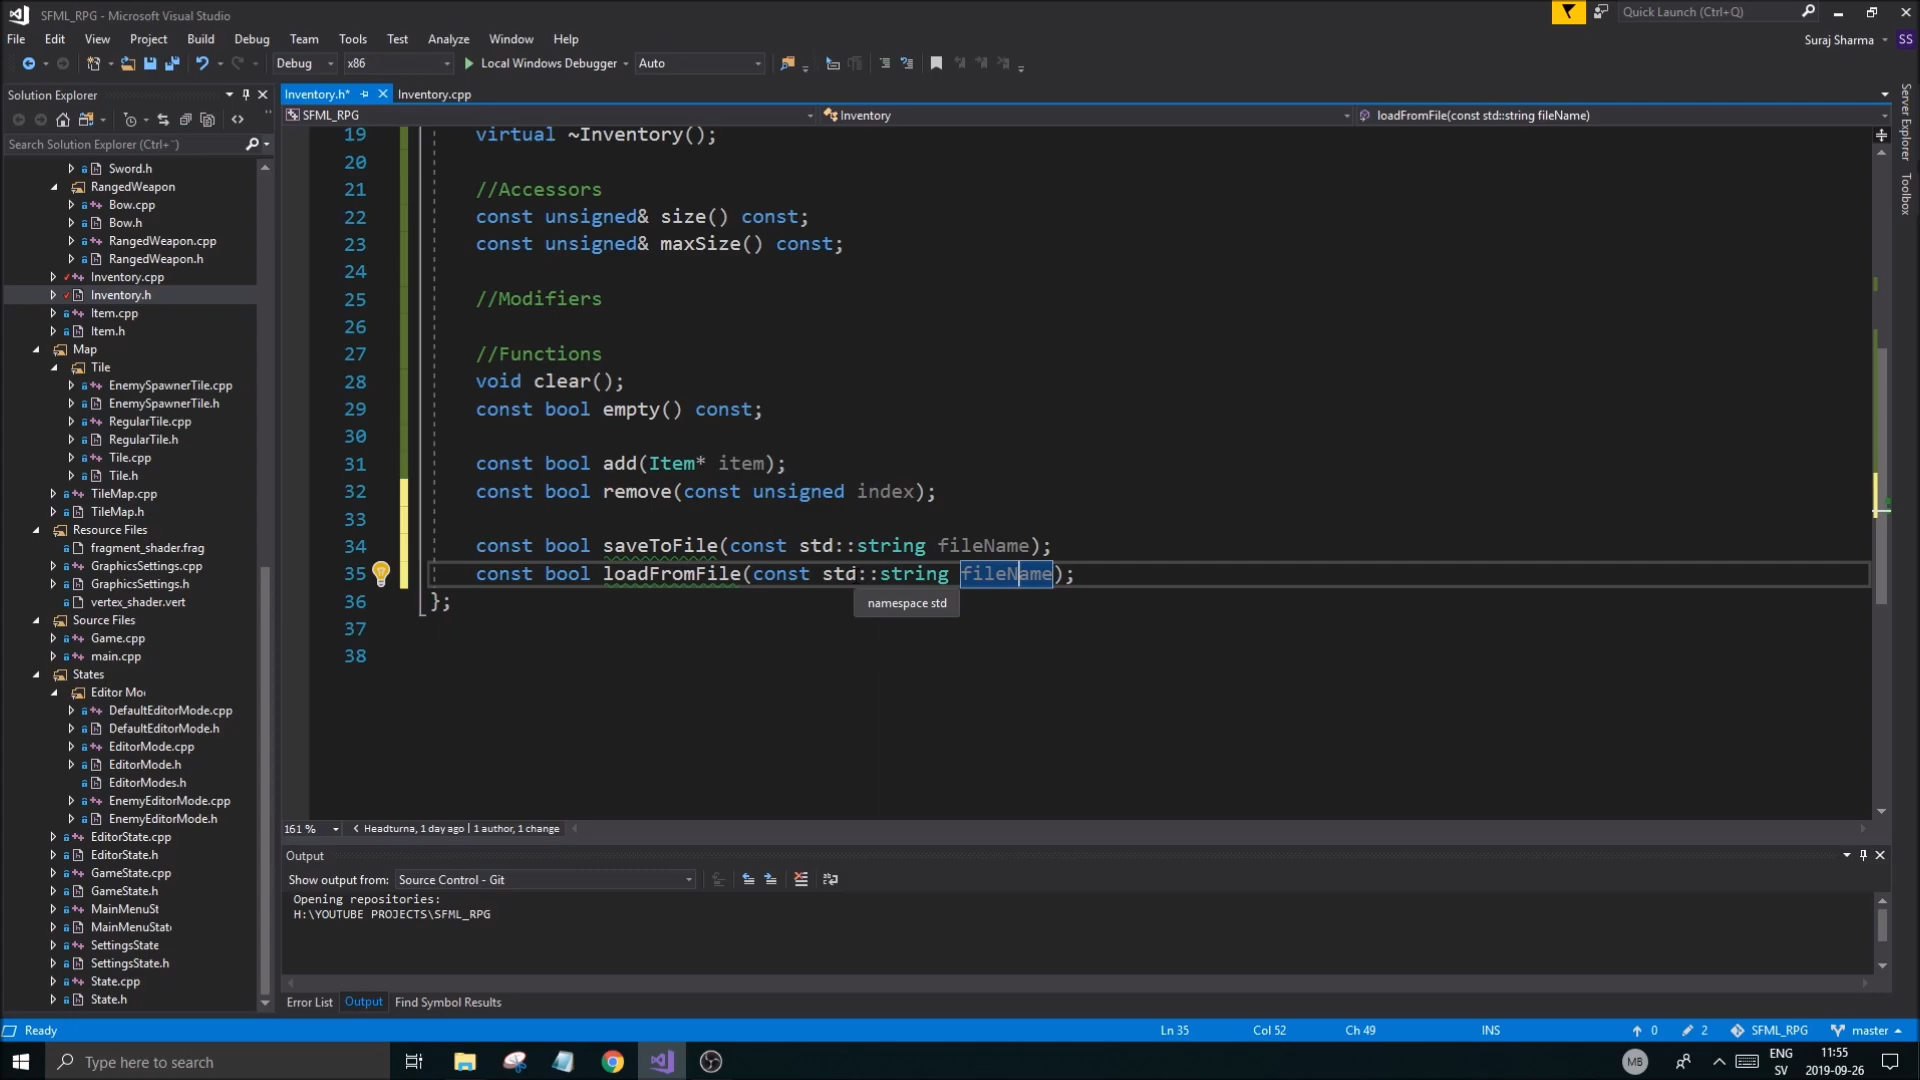 SFML_RPG - Microsoft Visual Studio
Quick Launch (Ctrl+Q)
File Edit View Project Build Debug Team Tools Test Analyze Window Help
Suraj Sharma SS
Debug x86 Local Windows Debugger Auto
Solution Explorer
Search Solution Explorer (Ctrl+¨)
Sword.h
RangedWeapon
Bow.cpp
Bow.h
RangedWeapon.cpp
RangedWeapon.h
Inventory.cpp
Inventory.h
Item.cpp
Item.h
Map
Tile
EnemySpawnerTile.cpp
EnemySpawnerTile.h
RegularTile.cpp
RegularTile.h
Tile.cpp
Tile.h
TileMap.cpp
TileMap.h
Resource Files
fragment_shader.frag
GraphicsSettings.cpp
GraphicsSettings.h
vertex_shader.vert
Source Files
Game.cpp
main.cpp
States
Editor Mo
DefaultEditorMode.cpp
DefaultEditorMode.h
EditorMode.cpp
EditorMode.h
EditorModes.h
EnemyEditorMode.cpp
EnemyEditorMode.h
EditorState.cpp
EditorState.h
GameState.cpp
GameState.h
MainMenuSt
MainMenuStat
SettingsState
SettingsState.h
State.cpp
State.h
Inventory.h* Inventory.cpp
SFML_RPG Inventory loadFromFile(const std::string fileName)
19 virtual ~Inventory();
20
21 //Accessors
22 const unsigned& size() const;
23 const unsigned& maxSize() const;
24
25 //Modifiers
26
27 //Functions
28 void clear();
29 const bool empty() const;
30
31 const bool add(Item* item);
32 const bool remove(const unsigned index);
33
34 const bool saveToFile(const std::string fileName);
35 const bool loadFromFile(const std::string fileName);
36 };
namespace std
37
38
161 % Headturna, 1 day ago | 1 author, 1 change
Output
Show output from: Source Control - Git
Opening repositories:
H:\YOUTUBE PROJECTS\SFML_RPG
Error List Output Find Symbol Results
Server Explorer
Toolbox
Ready Ln 35 Col 52 Ch 49 INS 0 2 SFML_RPG master
Type here to search
MB
ENG
SV
11:55
2019-09-26